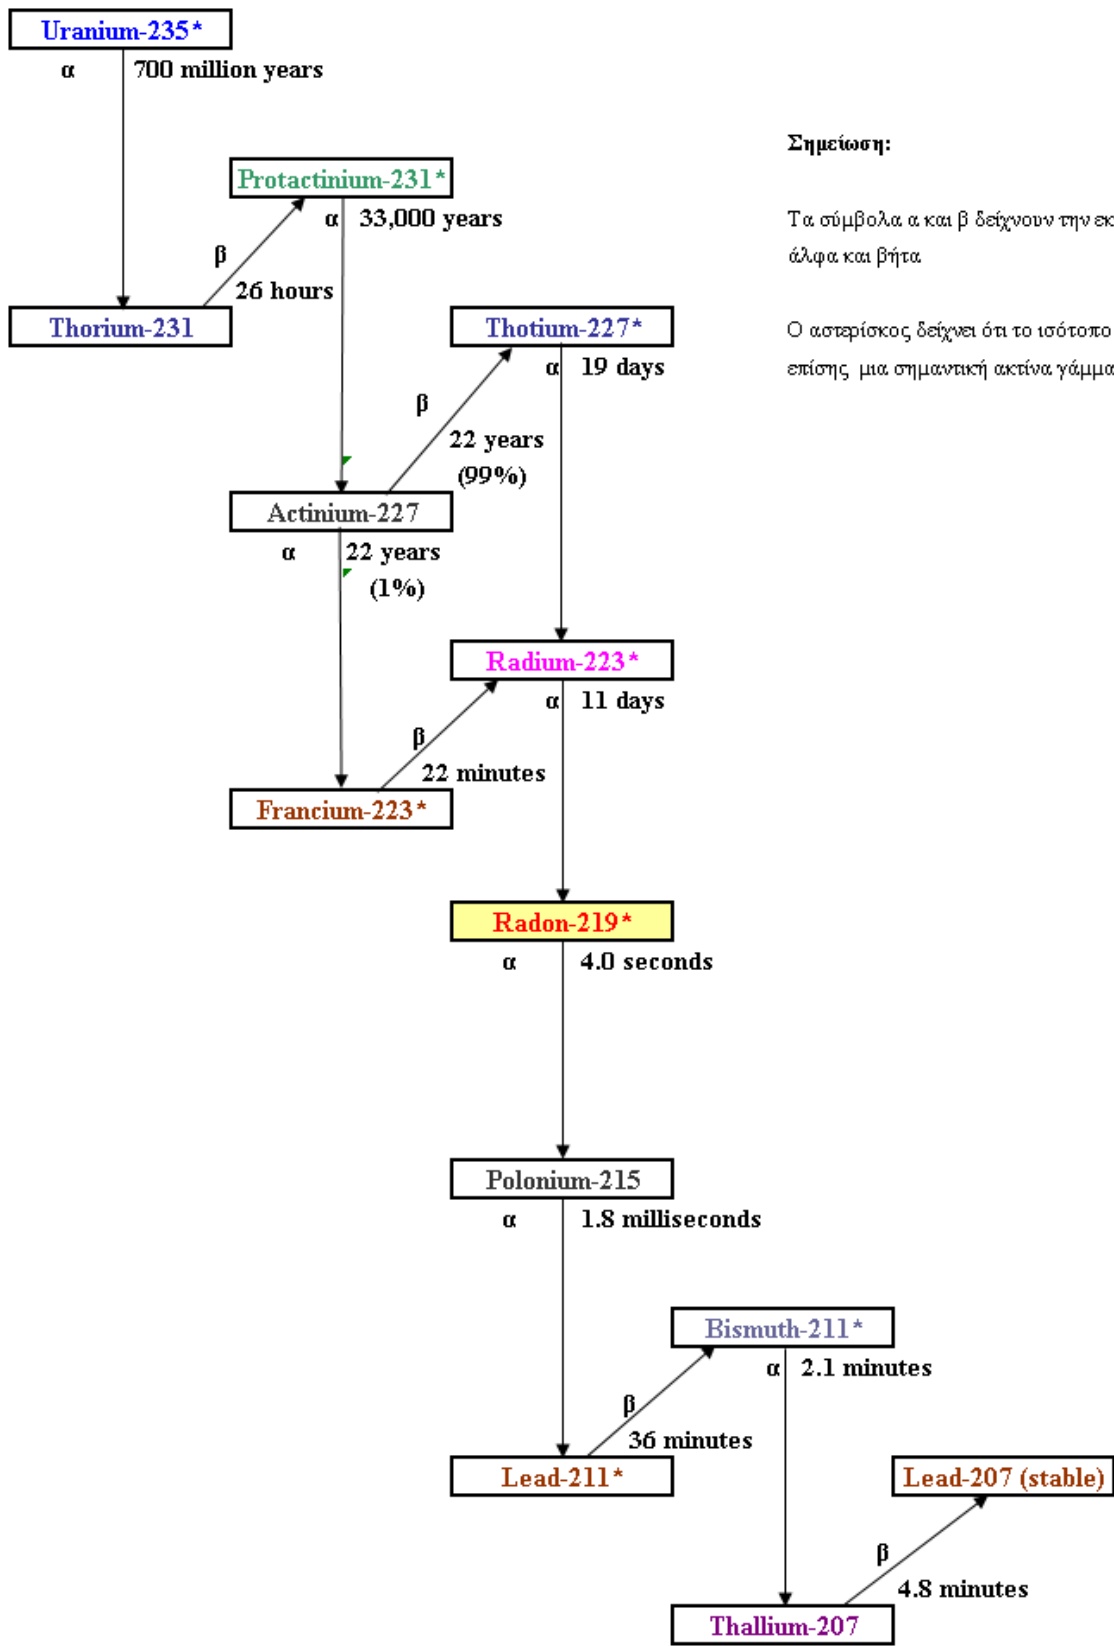 Uranium-235*
α 700 million years
Protactinium-231*
α 33,000 years
β
26 hours
Thorium-231
Thotium-227*
α 19 days
β
22 years
(99%)
Actinium-227
α 22 years
(1%)
Radium-223*
α 11 days
β
22 minutes
Francium-223*
Radon-219*
α 4.0 seconds
Polonium-215
α 1.8 milliseconds
Bismuth-211*
α 2.1 minutes
β
36 minutes
Lead-211*
Lead-207 (stable)
β
4.8 minutes
Thallium-207
Σημείωση:
Τα σύμβολα α και β δείχνουν την εκ
άλφα και βήτα
Ο αστερίσκος δείχνει ότι το ισότοπο
επίσης μια σημαντική ακτίνα γάμμα